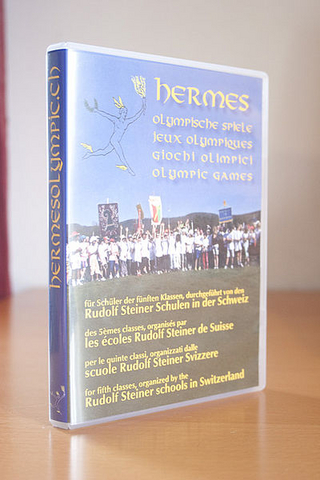 hermesolympic.ch
hermes
olympische spiele
jeux olympiques
giochi olimpici
olympic games
für Schüler der fünften Klassen, durchgeführt von den
Rudolf Steiner Schulen in der Schweiz
des 5èmes classes, organisés par
les écoles Rudolf Steiner de Suisse
per le quinte classi, organizzati dalle
scuole Rudolf Steiner Svizzere
for fifth classes, organized by the
Rudolf Steiner schools in Switzerland